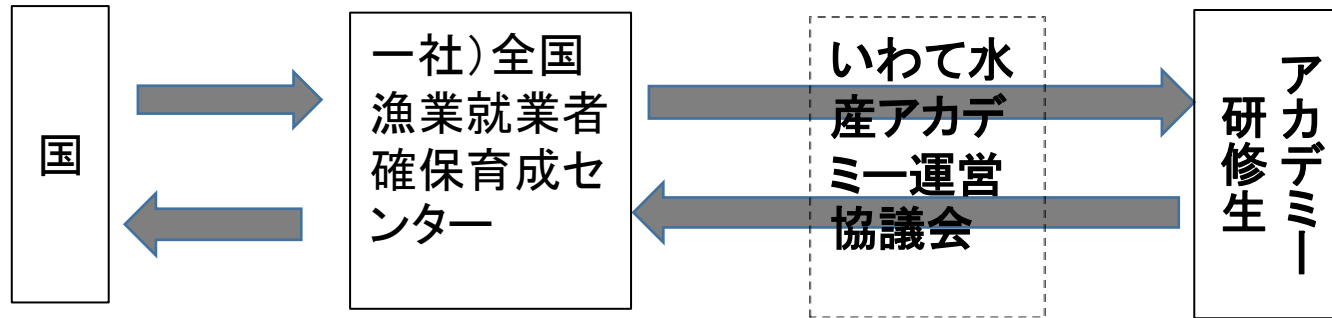 国
一社)全国
漁業就業者
確保育成セ
ンター
いわて水
産アカデ
ミー運営
協議会
アカデミー
研修生